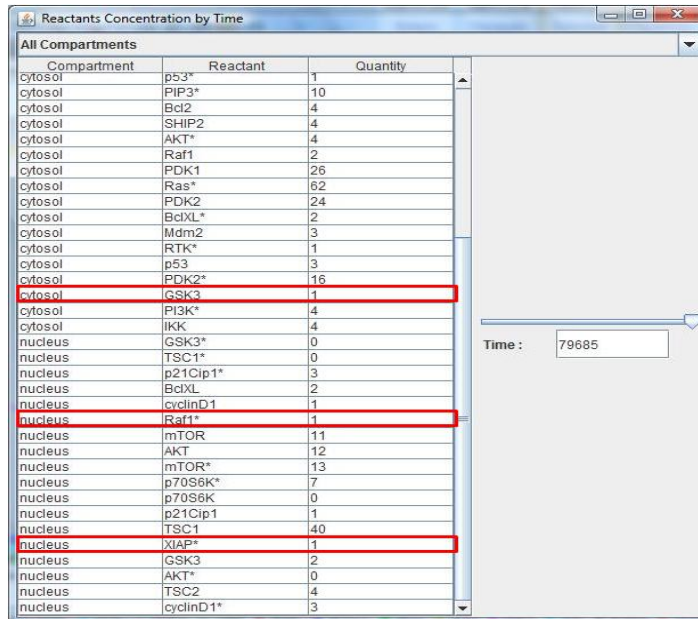 Reactants Concentration by Time
All Compartments
Compartment Reactant Quantity
cytosol p53* 1
cytosol PIP3* 10
cytosol Bcl2 4
cytosol SHIP2 4
cytosol AKT* 4
cytosol Raf1 2
cytosol PDK1 26
cytosol Ras* 62
cytosol PDK2 24
cytosol BclXL* 2
cytosol Mdm2 3
cytosol RTK* 1
cytosol p53 3
cytosol PDK2* 16
cytosol GSK3 1
cytosol PI3K* 4
cytosol IKK 4
nucleus GSK3* 0
nucleus TSC1* 0
nucleus p21Cip1* 3
nucleus BclXL 2
nucleus cyclinD1 1
nucleus Raf1* 1
nucleus mTOR 11
nucleus AKT 12
nucleus mTOR* 13
nucleus p70S6K* 7
nucleus p70S6K 0
nucleus p21Cip1 1
nucleus TSC1 40
nucleus XIAP* 1
nucleus GSK3 2
nucleus AKT* 0
nucleus TSC2 4
nucleus cyclinD1* 3
Time : 79685